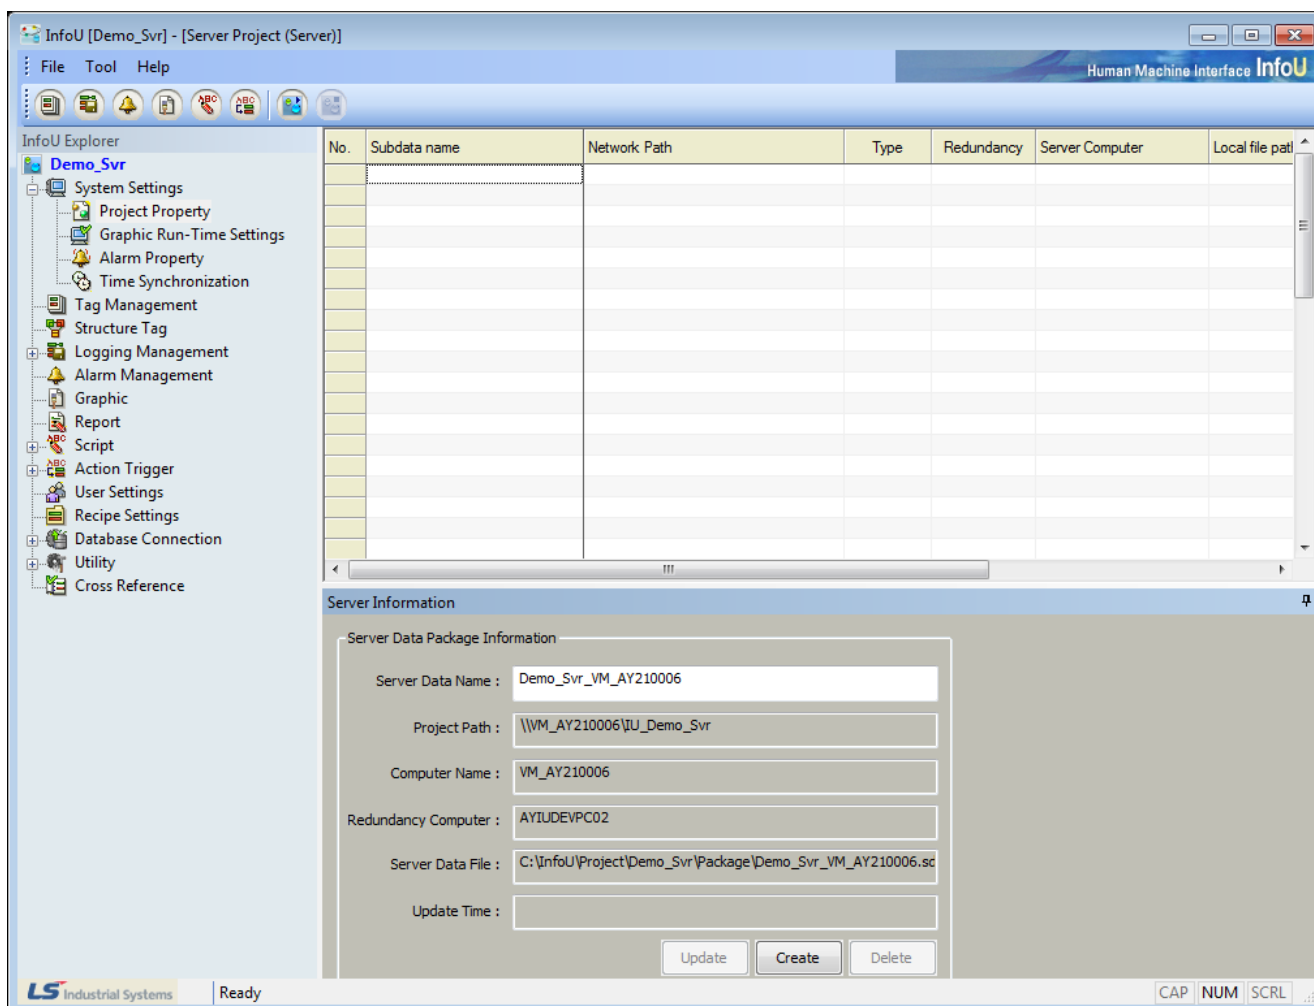 InfoU [Demo_Svr] - [Server Project (Server)]
File Tool Help
Human Machine Interface InfoU
InfoU Explorer
Demo_Svr
System Settings
Project Property
Graphic Run-Time Settings
Alarm Property
Time Synchronization
Tag Management
Structure Tag
Logging Management
Alarm Management
Graphic
Report
Script
Action Trigger
User Settings
Recipe Settings
Database Connection
Utility
Cross Reference
No. Subdata name Network Path Type Redundancy Server Computer Local file patl
Server Information
Server Data Package Information
Server Data Name : Demo_Svr_VM_AY210006
Project Path : \\VM_AY210006\IU_Demo_Svr
Computer Name : VM_AY210006
Redundancy Computer : AYIUDEVPC02
Server Data File : C:\InfoU\Project\Demo_Svr\Package\Demo_Svr_VM_AY210006.sc
Update Time :
Update Create Delete
LS Industrial Systems Ready CAP NUM SCRL